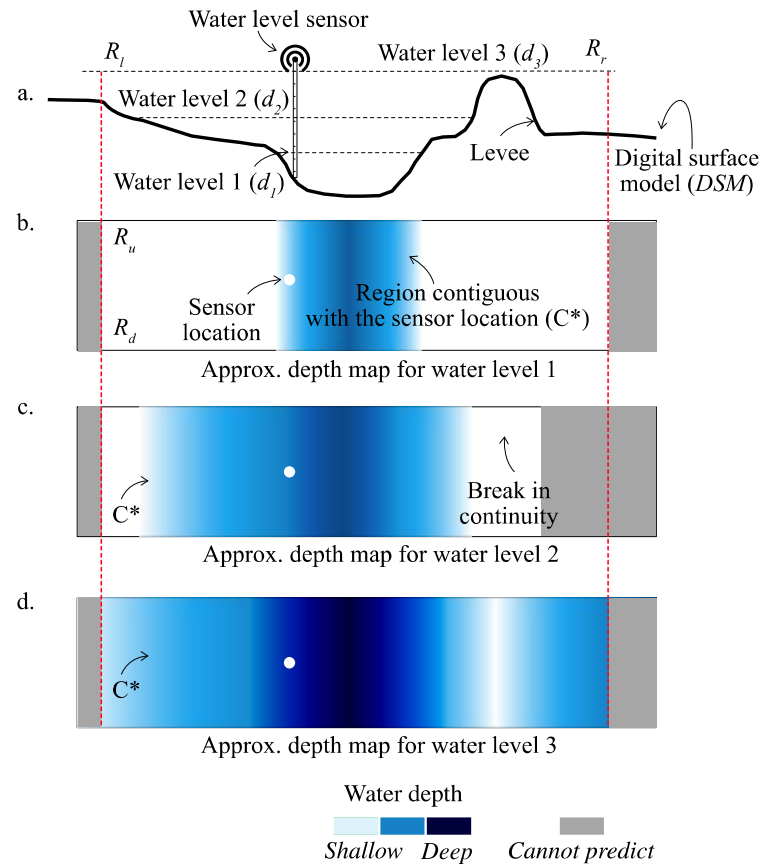 Water level sensor
R_l
Water level 3 (d_3)
R_r
a.
Water level 2 (d_2)
Levee
Digital surface
model (DSM)
Water level 1 (d_1)
b.
R_u
Sensor
location
Region contiguous
with the sensor location (C*)
R_d
Approx. depth map for water level 1
c.
C*
Break in
continuity
Approx. depth map for water level 2
d.
C*
Approx. depth map for water level 3
Water depth
Shallow Deep Cannot predict